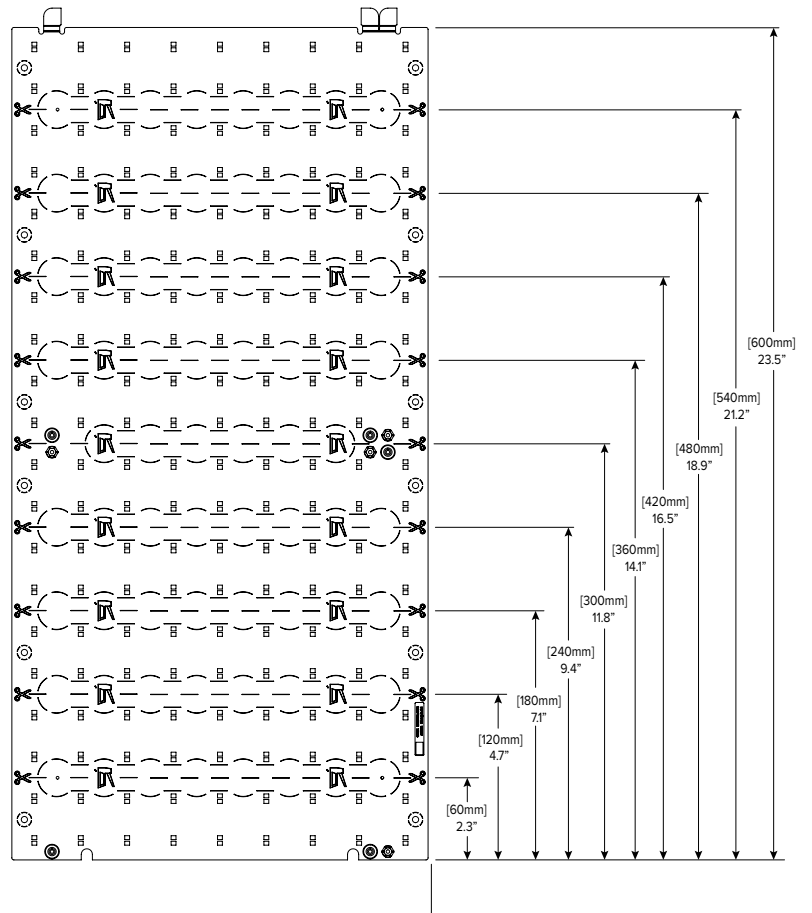 [600mm]
23.5”
[540mm]
21.2”
[480mm]
18.9”
[420mm]
16.5”
[360mm]
14.1”
[300mm]
11.8”
[240mm]
9.4”
[180mm]
7.1”
[120mm]
4.7”
[60mm]
2.3”